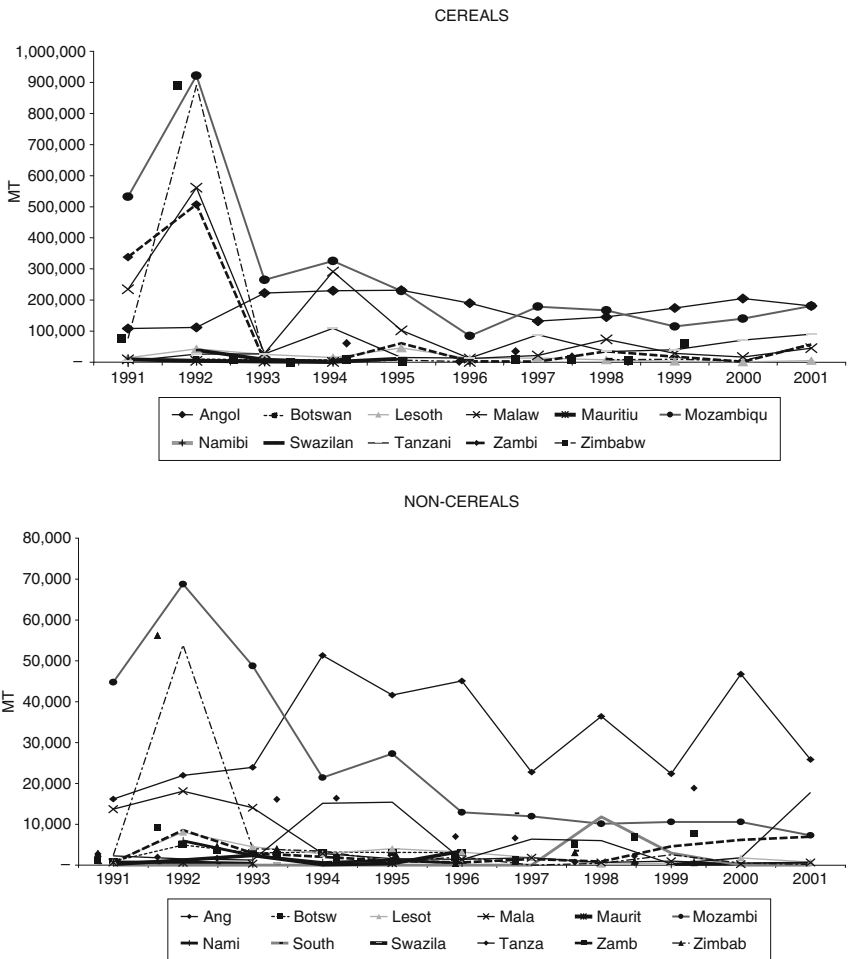 CEREALS
1,000,000
900,000
800,000
700,000
600,000
500,000
400,000
300,000
200,000
100,000
–
MT
1991 1992 1993 1994 1995 1996 1997 1998 1999 2000 2001
Angol Botswan Lesoth Malaw Mauritiu Mozambiqu
Namibi Swazilan Tanzani Zambi Zimbabw
NON-CEREALS
80,000
70,000
60,000
50,000
40,000
30,000
20,000
10,000
–
MT
1991 1992 1993 1994 1995 1996 1997 1998 1999 2000 2001
Ang Botsw Lesot Mala Maurit Mozambi
Nami South Swazila Tanza Zamb Zimbab